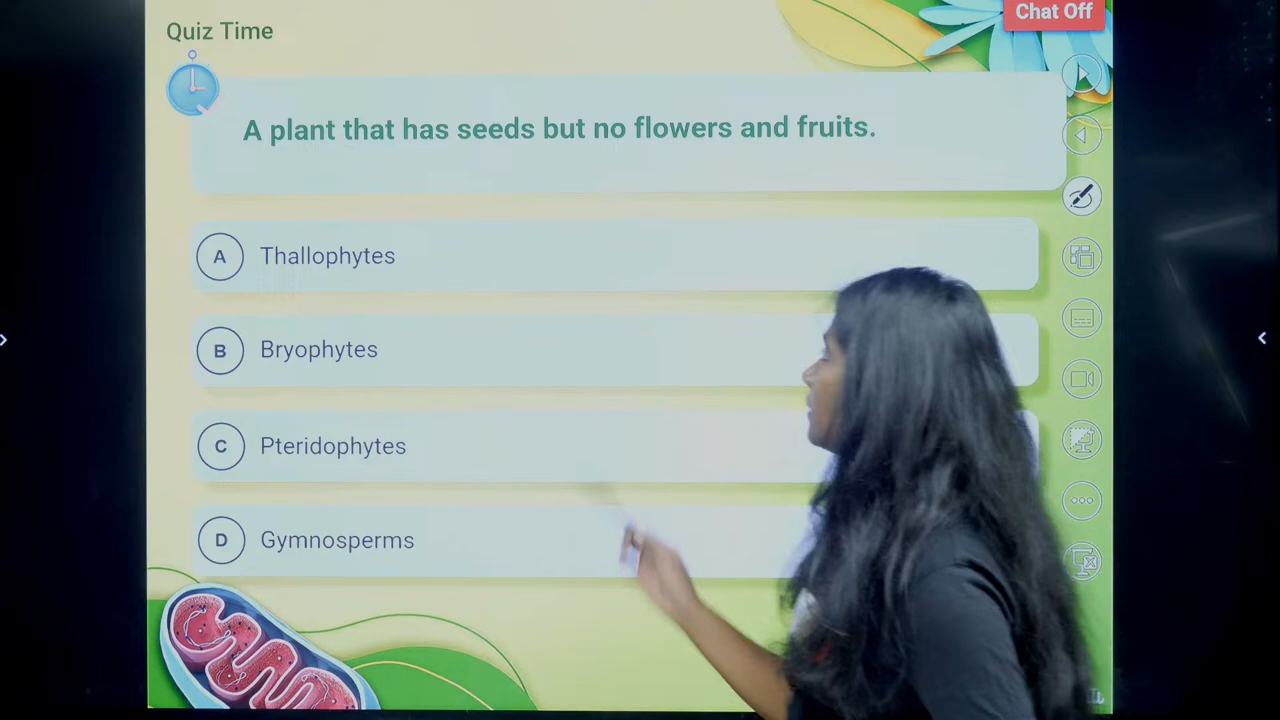 Chat Off
Quiz Time
A plant that has seeds but no flowers and fruits.
A Thallophytes
B Bryophytes
C Pteridophytes
D Gymnosperms